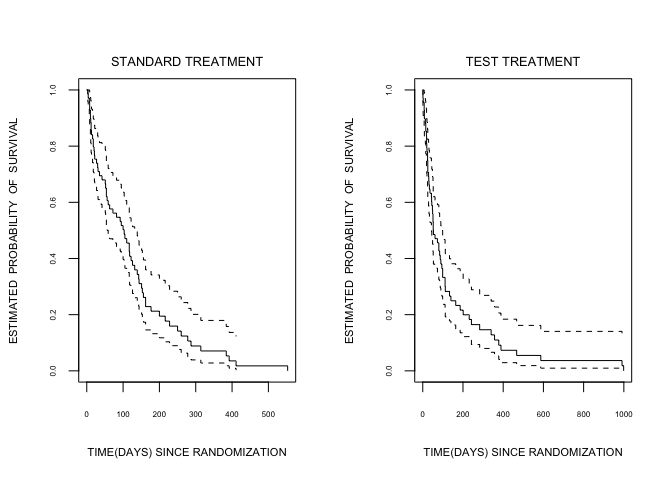 STANDARD TREATMENT
ESTIMATED PROBABILITY OF SURVIVAL
1.0
0.8
0.6
0.4
0.2
0.0
0 100 200 300 400 500
TIME(DAYS) SINCE RANDOMIZATION
TEST TREATMENT
ESTIMATED PROBABILITY OF SURVIVAL
1.0
0.8
0.6
0.4
0.2
0.0
0 200 400 600 800 1000
TIME(DAYS) SINCE RANDOMIZATION